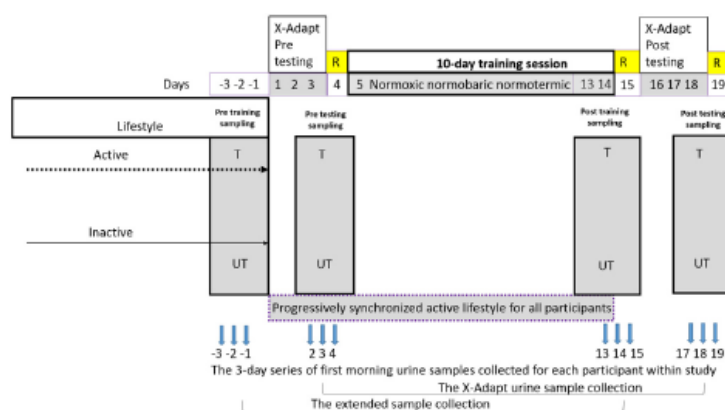 X-Adapt Pre testing
X-Adapt Post testing
R
10-day training session
R
R
Days
-3 -2 -1
1 2 3
4
5 Normoxic normobaric normotermic 13 14
15
16 17 18
19
Lifestyle
Pre training sampling
Pre testing sampling
Post training sampling
Post testing sampling
Active
T
T
T
T
Inactive
UT
UT
UT
UT
Progressively synchronized active lifestyle for all participants
-3 -2 -1
2 3 4
13 14 15
17 18 19
The 3-day series of first morning urine samples collected for each participant within study
The X-Adapt urine sample collection
The extended sample collection